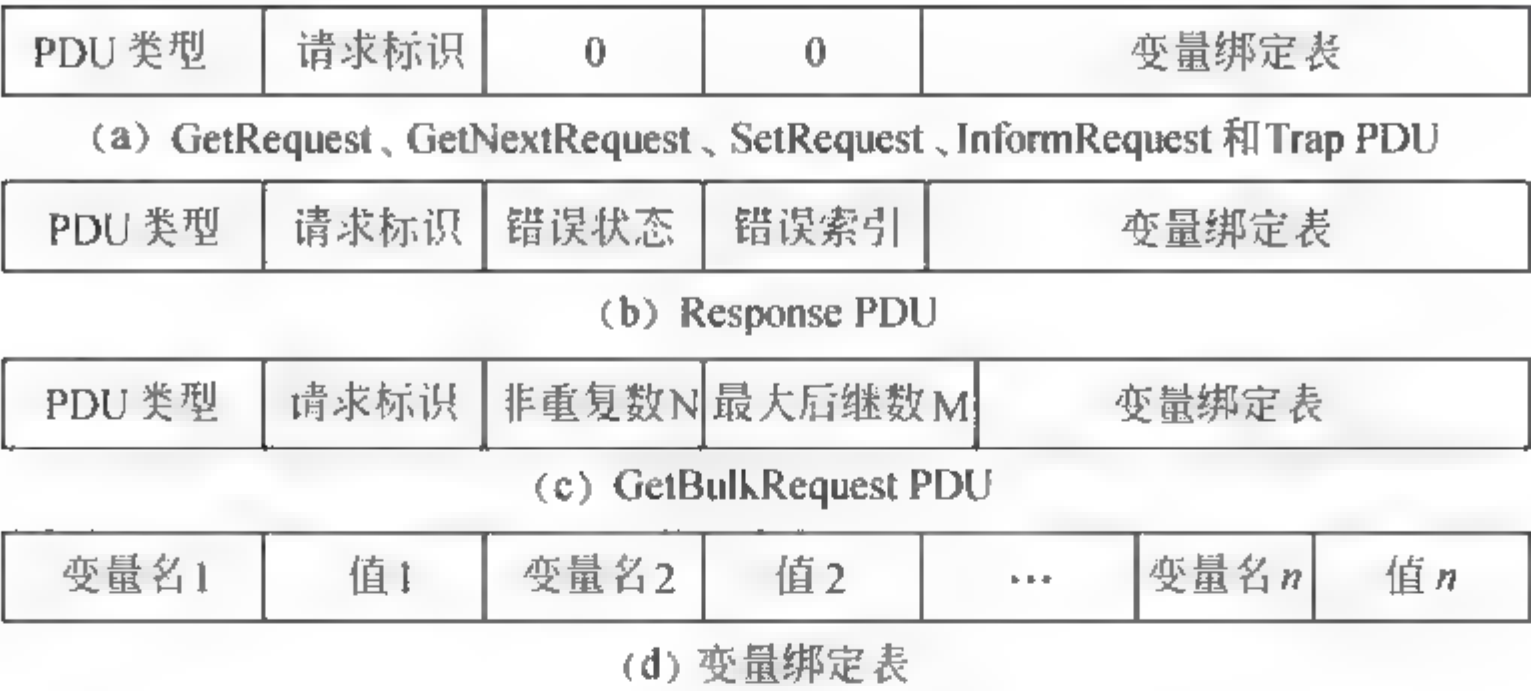 PDU 类型 请求标识 0 0 变量绑定表
(a) GetRequest、GetNextRequest、SetRequest、InformRequest 和 Trap PDU
PDU 类型 请求标识 错误状态 错误索引 变量绑定表
(b) Response PDU
PDU 类型 请求标识 非重复数N 最大后继数M 变量绑定表
(c) GetBulkRequest PDU
变量名1 值1 变量名2 值2 … 变量名n 值n
(d) 变量绑定表